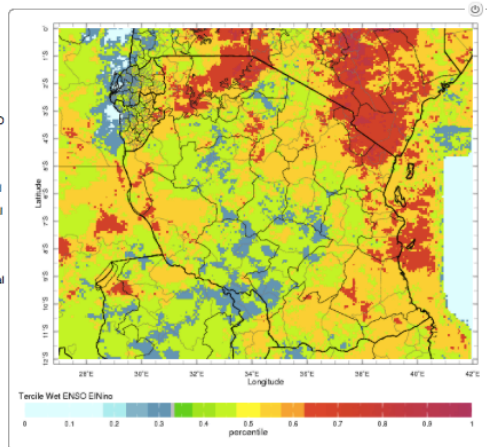 0°
1°S
2°S
3°S
4°S
5°S
6°S
7°S
8°S
9°S
10°S
11°S
12°S
Latitude
28°E 30°E 32°E 34°E 36°E 38°E 40°E 42°E
Longitude
Tercile Wet ENSO ElNino
0 0.1 0.2 0.3 0.4 0.5 0.6 0.7 0.8 0.9 1
percentile